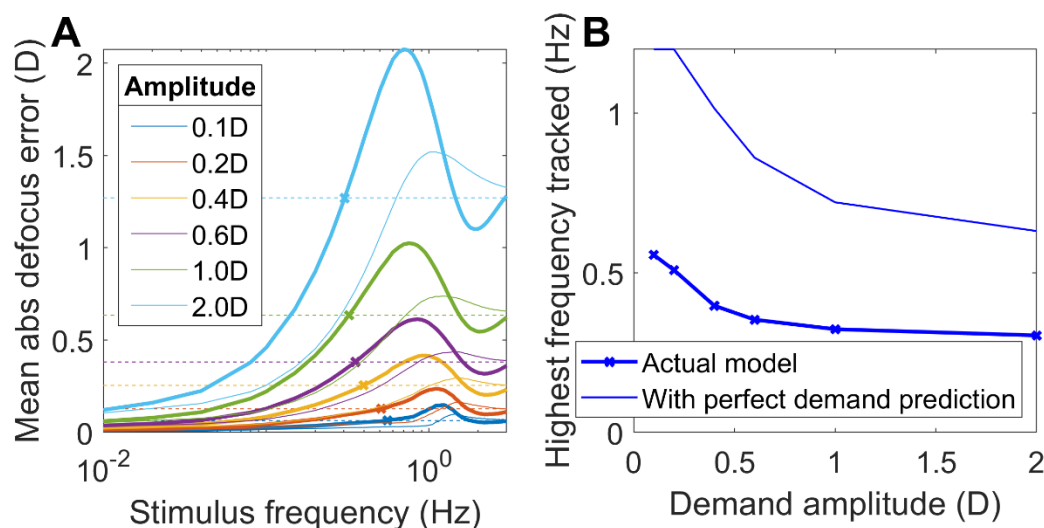 A
Mean abs defocus error (D)
2
1.5
1
0.5
0
Amplitude
0.1D
0.2D
0.4D
0.6D
1.0D
2.0D
10^-2
10^0
Stimulus frequency (Hz)
B
Highest frequency tracked (Hz)
1
0.5
0
Actual model
With perfect demand prediction
0 0.5 1 1.5 2
Demand amplitude (D)